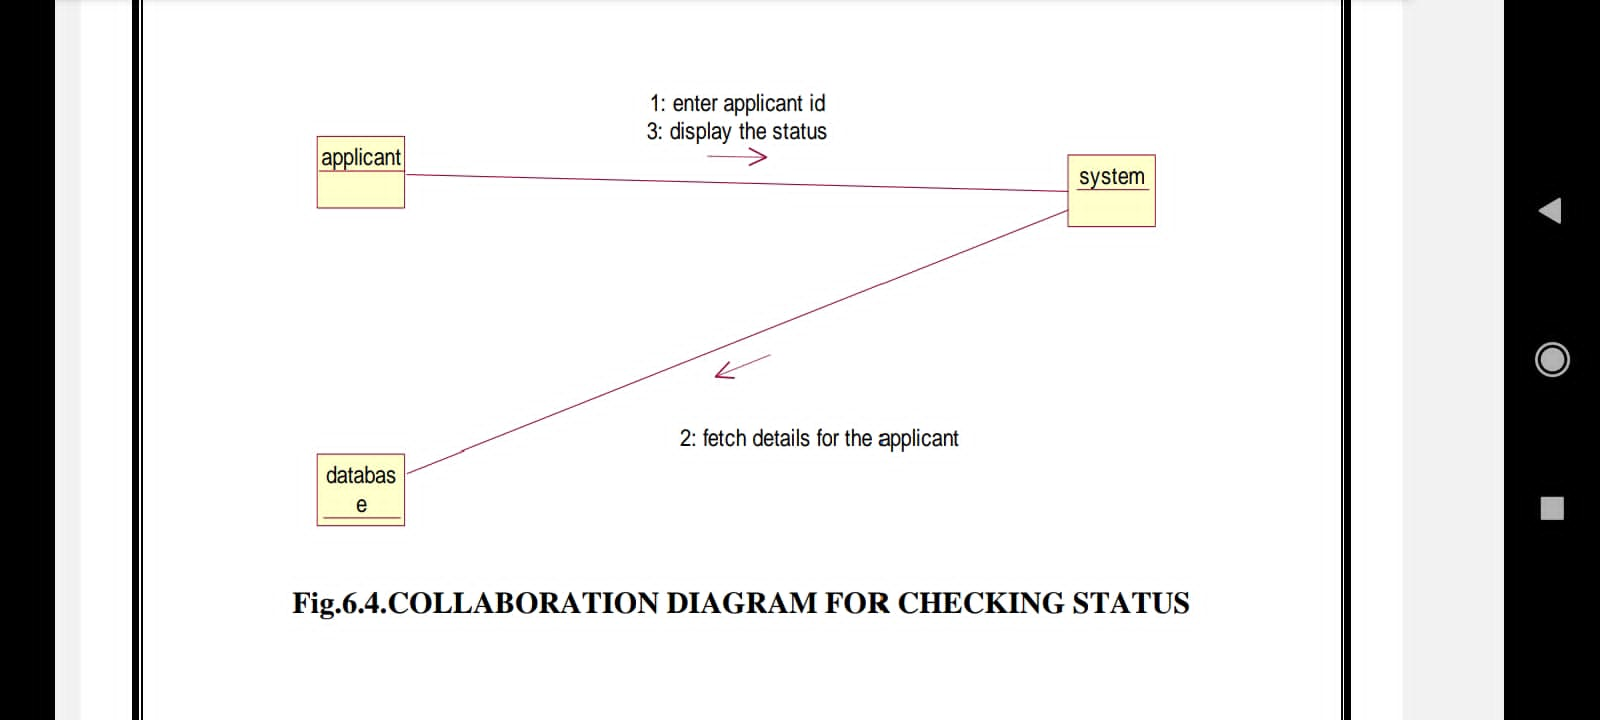 1: enter applicant id
3: display the status
applicant
system
2: fetch details for the applicant
databas
e
Fig.6.4.COLLABORATION DIAGRAM FOR CHECKING STATUS